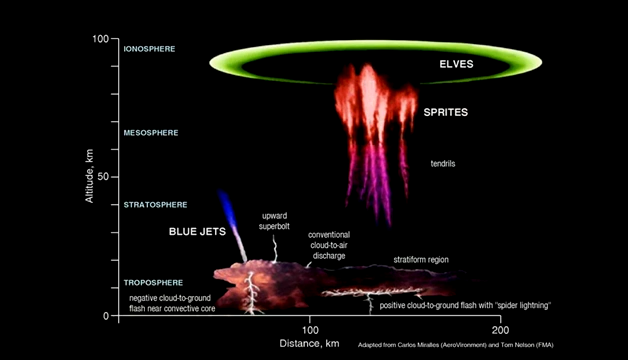 100
IONOSPHERE
ELVES
SPRITES
MESOSPHERE
tendrils
50
Altitude, km
STRATOSPHERE
BLUE JETS
upward
superbolt
conventional
cloud-to-air
discharge
stratiform region
TROPOSPHERE
negative cloud-to-ground
flash near convective core
positive cloud-to-ground flash with "spider lightning"
0
100
200
Distance, km
Adapted from Carlos Miralles (AeroVironment) and Tom Nelson (FMA)